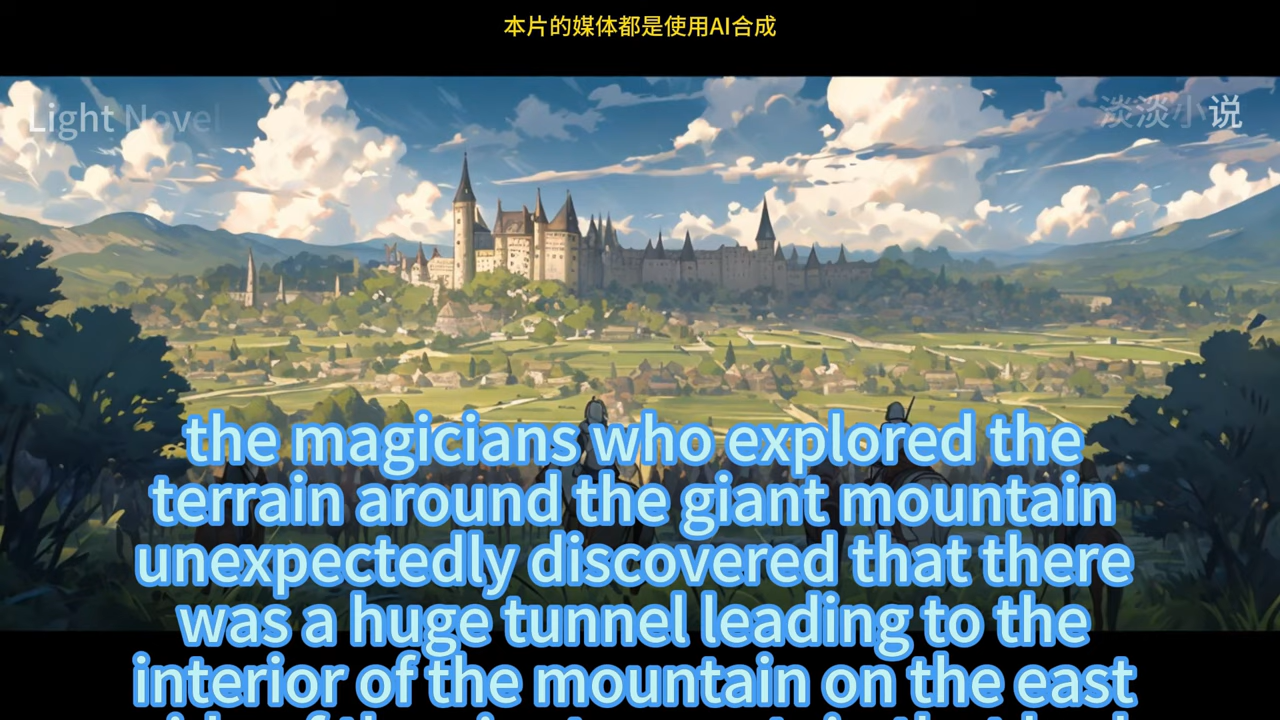 本片的媒体都是使用AI合成
Light Novel
淡淡小说
the magicians who explored the
terrain around the giant mountain
unexpectedly discovered that there
was a huge tunnel leading to the
interior of the mountain on the east